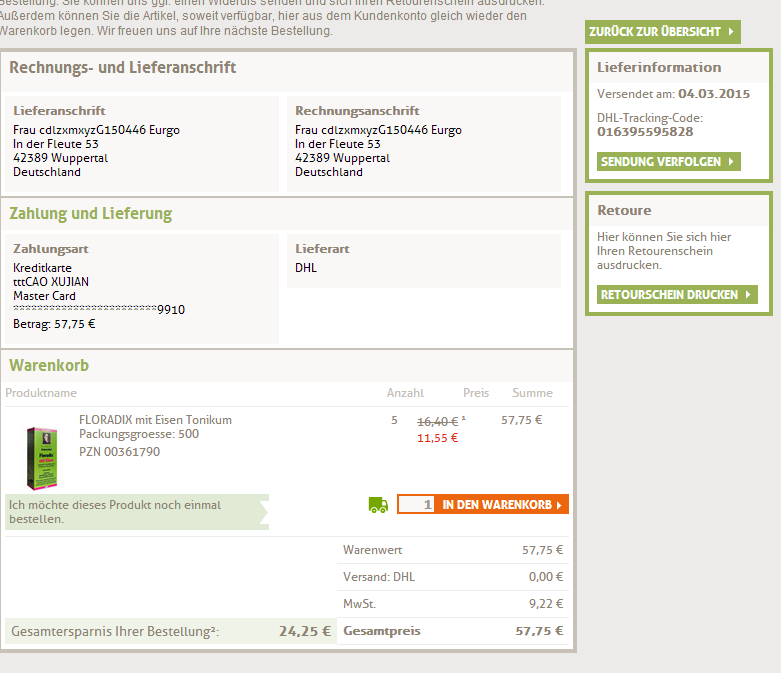 Bestellung. Sie können uns ggf. einen Widerruf senden und sich Ihren Retourenschein ausdrucken.
Außerdem können Sie die Artikel, soweit verfügbar, hier aus dem Kundenkonto gleich wieder den
Warenkorb legen. Wir freuen uns auf Ihre nächste Bestellung.
Rechnungs- und Lieferanschrift
Lieferanschrift
Frau cdlzxmxyzG150446 Eurgo
In der Fleute 53
42389 Wuppertal
Deutschland
Rechnungsanschrift
Frau cdlzxmxyzG150446 Eurgo
In der Fleute 53
42389 Wuppertal
Deutschland
Zahlung und Lieferung
Zahlungsart
Kreditkarte
tttCAO XUJIAN
Master Card
************************9910
Betrag: 57,75 €
Lieferart
DHL
Warenkorb
Produktname Anzahl Preis Summe
FLORADIX mit Eisen Tonikum 5 16,40 € ¹ 57,75 €
Packungsgroesse: 500 11,55 €
PZN 00361790
Floradix
Ich möchte dieses Produkt noch einmal
bestellen.
1 IN DEN WARENKORB
Warenwert 57,75 €
Versand: DHL 0,00 €
MwSt. 9,22 €
Gesamtersparnis Ihrer Bestellung²: 24,25 € Gesamtpreis 57,75 €
ZURÜCK ZUR ÜBERSICHT
Lieferinformation
Versendet am: 04.03.2015
DHL-Tracking-Code:
016395595828
SENDUNG VERFOLGEN
Retoure
Hier können Sie sich hier
Ihren Retourenschein
ausdrucken.
RETOURSCHEIN DRUCKEN